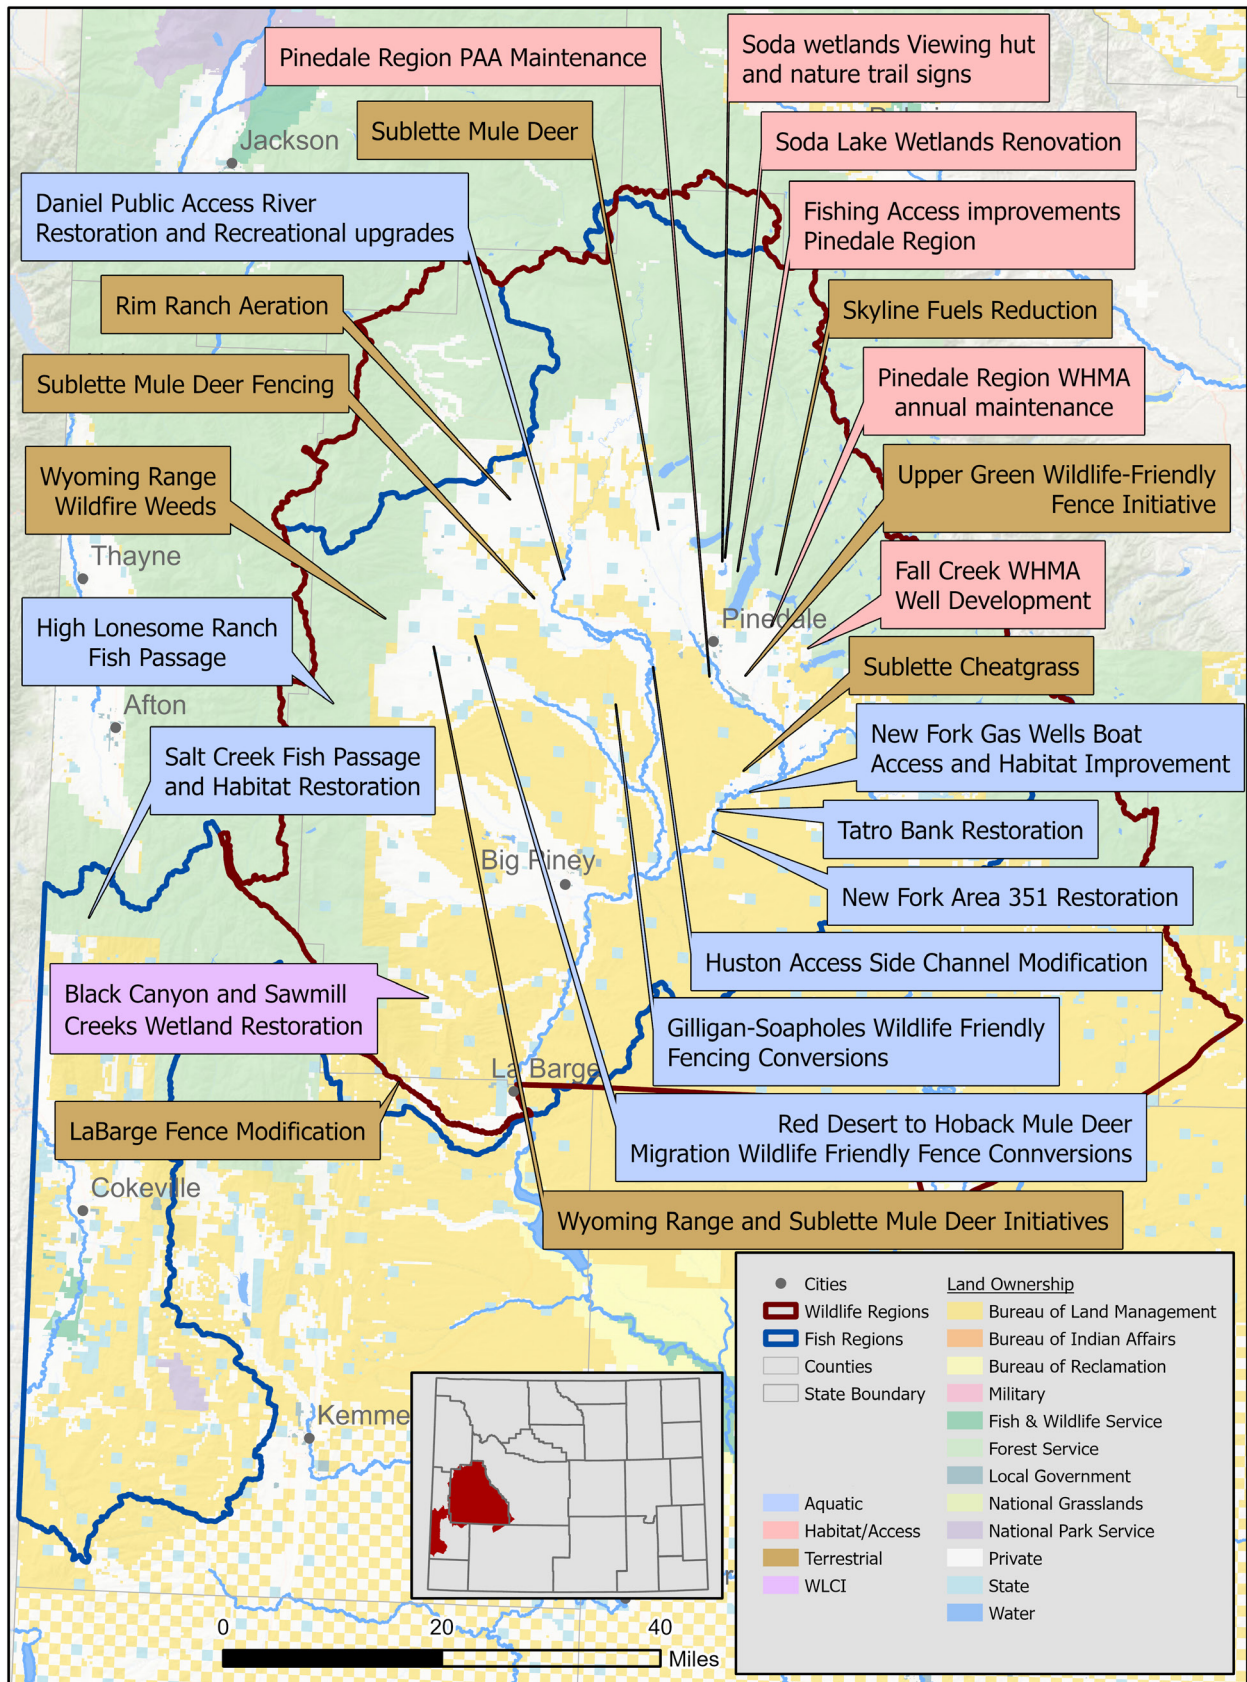 Pinedale Region PAA Maintenance
Soda wetlands Viewing hut
and nature trail signs
Sublette Mule Deer
Jackson
Soda Lake Wetlands Renovation
Daniel Public Access River
Restoration and Recreational upgrades
Fishing Access improvements
Pinedale Region
Rim Ranch Aeration
Skyline Fuels Reduction
Sublette Mule Deer Fencing
Pinedale Region WHMA
annual maintenance
Wyoming Range
Wildfire Weeds
Upper Green Wildlife-Friendly
Fence Initiative
Thayne
Fall Creek WHMA
Well Development
Pinedale
High Lonesome Ranch
Fish Passage
Sublette Cheatgrass
Afton
New Fork Gas Wells Boat
Access and Habitat Improvement
Salt Creek Fish Passage
and Habitat Restoration
Tatro Bank Restoration
Big Piney
New Fork Area 351 Restoration
Huston Access Side Channel Modification
Black Canyon and Sawmill
Creeks Wetland Restoration
Gilligan-Soapholes Wildlife Friendly
Fencing Conversions
La Barge
LaBarge Fence Modification
Red Desert to Hoback Mule Deer
Migration Wildlife Friendly Fence Connversions
Cokeville
Wyoming Range and Sublette Mule Deer Initiatives
Kemme
Cities
Wildlife Regions
Fish Regions
Counties
State Boundary
Aquatic
Habitat/Access
Terrestrial
WLCI
Land Ownership
Bureau of Land Management
Bureau of Indian Affairs
Bureau of Reclamation
Military
Fish & Wildlife Service
Forest Service
Local Government
National Grasslands
National Park Service
Private
State
Water
0 20 40
Miles